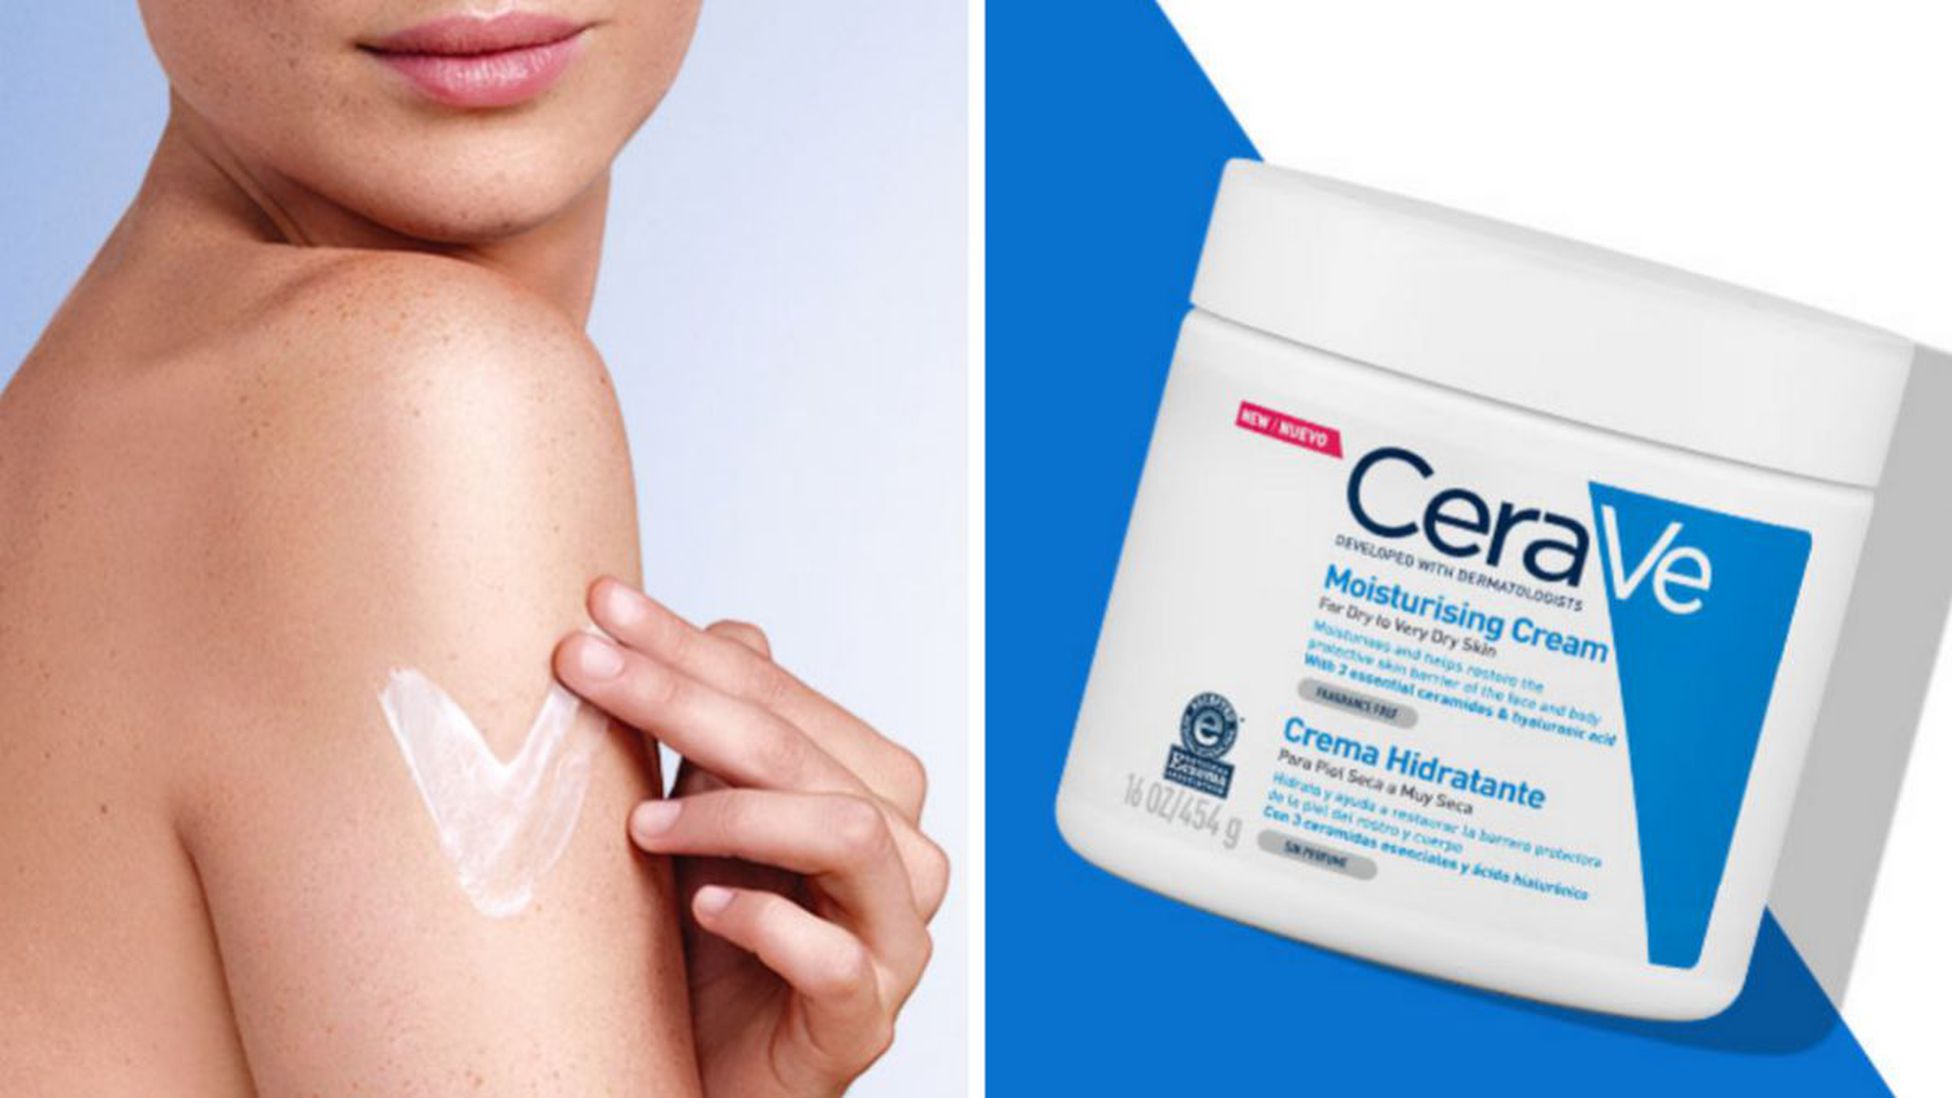 NEW / NUEVO
CeraVe
DEVELOPED WITH DERMATOLOGISTS
Moisturising Cream
For Dry to Very Dry Skin
Moisturises and helps restore the
protective skin barrier of the face and body
With 3 essential ceramides & hyaluronic acid
FRAGRANCE FREE
Crema Hidratante
Para Piel Seca a Muy Seca
Hidrata y ayuda a restaurar la barrera protectora
de la piel del rostro y cuerpo
Con 3 ceramidas esenciales y ácido hialurónico
SIN PERFUME
e
Eczema
16 OZ/454 g